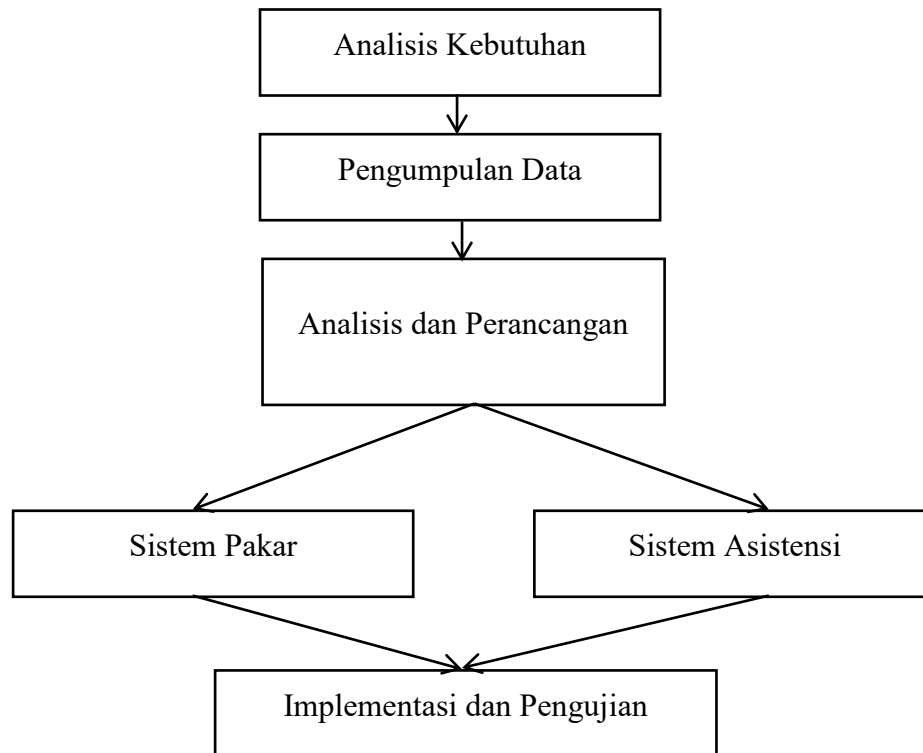 Analisis Kebutuhan
Pengumpulan Data
Analisis dan Perancangan
Sistem Pakar
Sistem Asistensi
Implementasi dan Pengujian